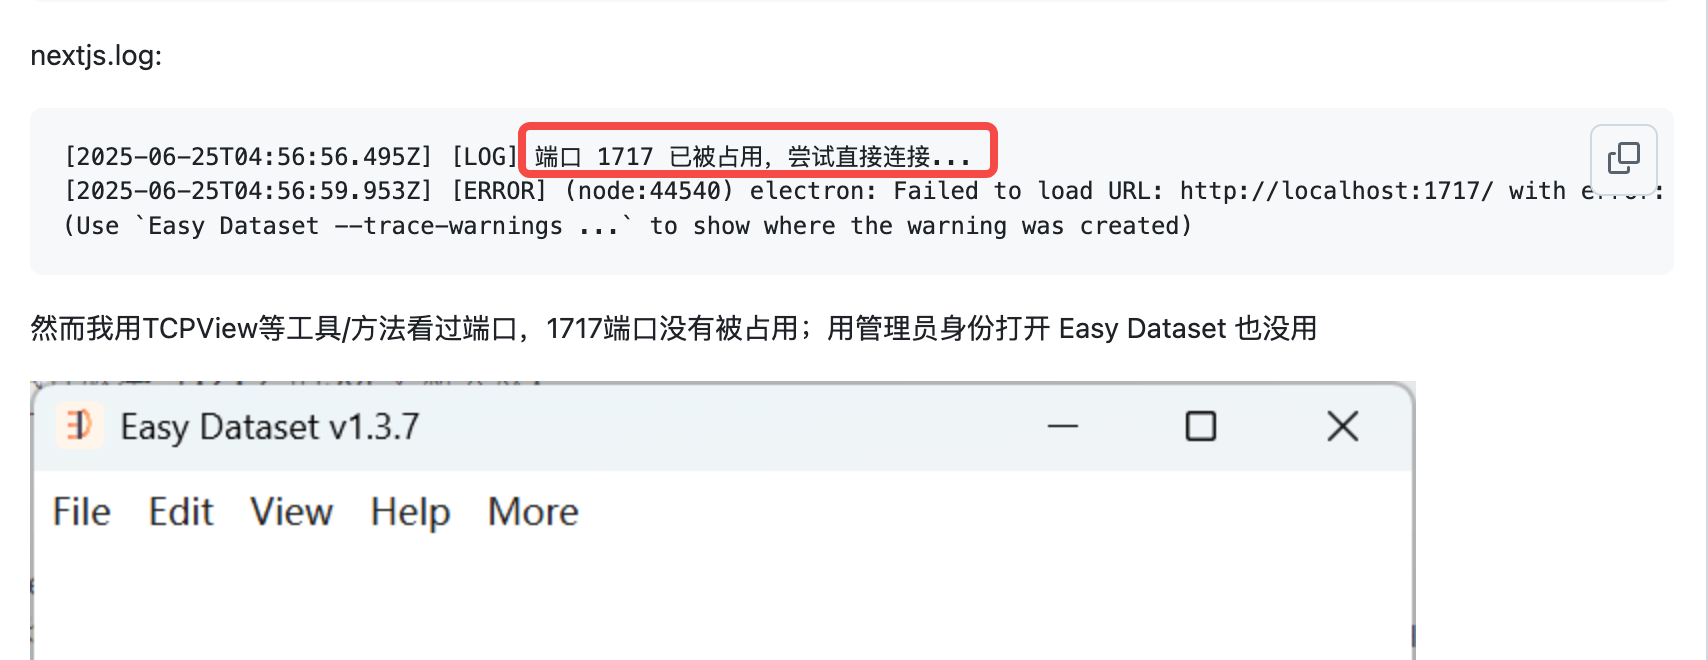 nextjs.log:
[2025-06-25T04:56:56.495Z] [LOG] 端口 1717 已被占用，尝试直接连接...
[2025-06-25T04:56:59.953Z] [ERROR] (node:44540) electron: Failed to load URL: http://localhost:1717/ with error:
(Use `Easy Dataset --trace-warnings ...` to show where the warning was created)
然而我用TCPView等工具/方法看过端口，1717端口没有被占用；用管理员身份打开 Easy Dataset 也没用
Easy Dataset v1.3.7
File Edit View Help More